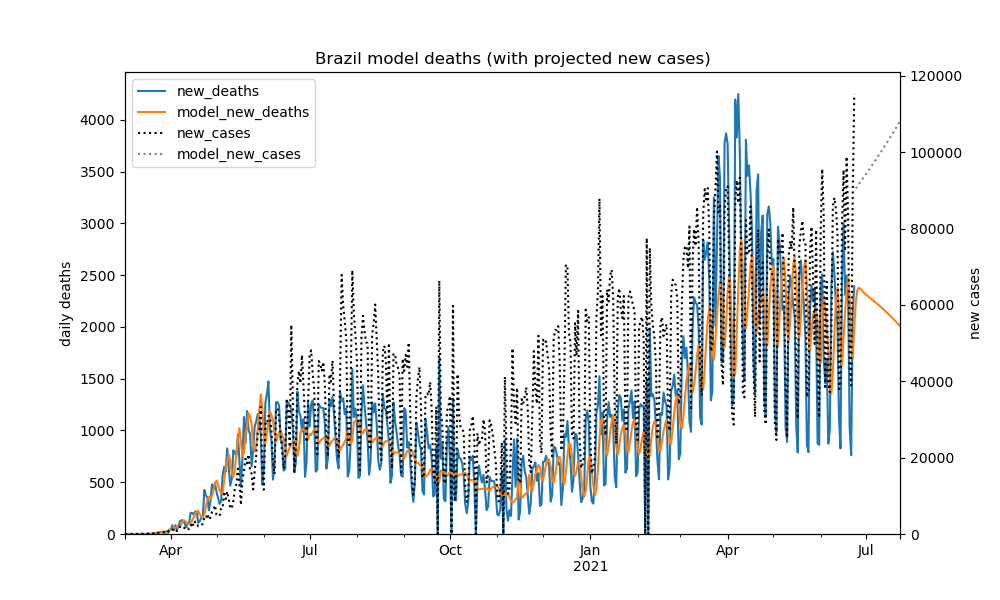 Brazil model deaths (with projected new cases)
new_deaths
model_new_deaths
new_cases
model_new_cases
daily deaths
4000
3500
3000
2500
2000
1500
1000
500
0
120000
100000
80000
60000
40000
20000
0
new cases
Apr
Jul
Oct
Jan
2021
Apr
Jul